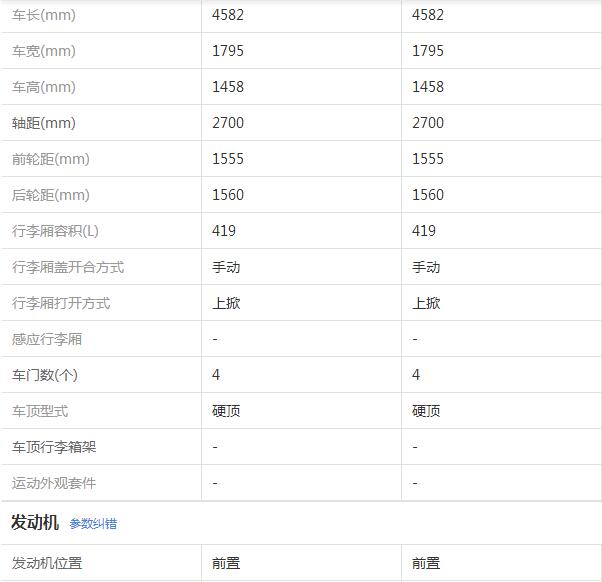 车长(mm) 4582 4582
车宽(mm) 1795 1795
车高(mm) 1458 1458
轴距(mm) 2700 2700
前轮距(mm) 1555 1555
后轮距(mm) 1560 1560
行李厢容积(L) 419 419
行李厢盖开合方式 手动 手动
行李厢打开方式 上掀 上掀
感应行李厢 - -
车门数(个) 4 4
车顶型式 硬顶 硬顶
车顶行李箱架 - -
运动外观套件 - -
发动机 参数纠错
发动机位置 前置 前置